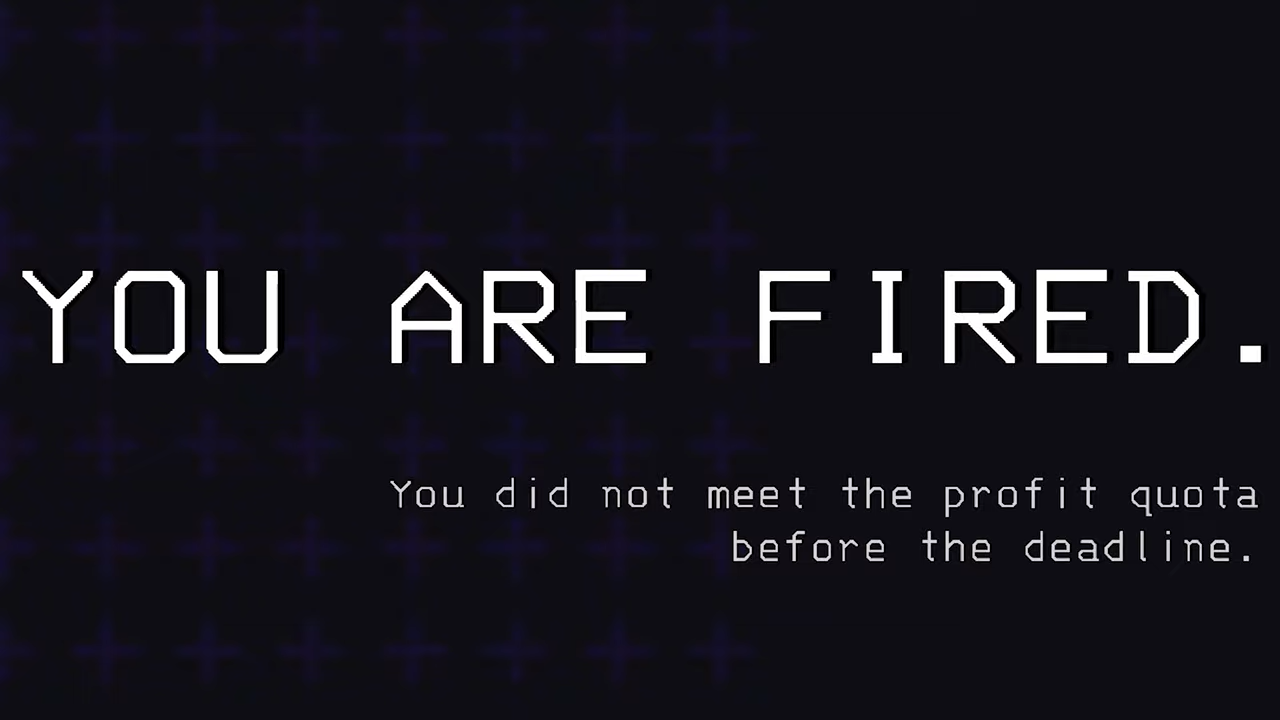 YOU ARE FIRED.
You did not meet the profit quota
before the deadline.